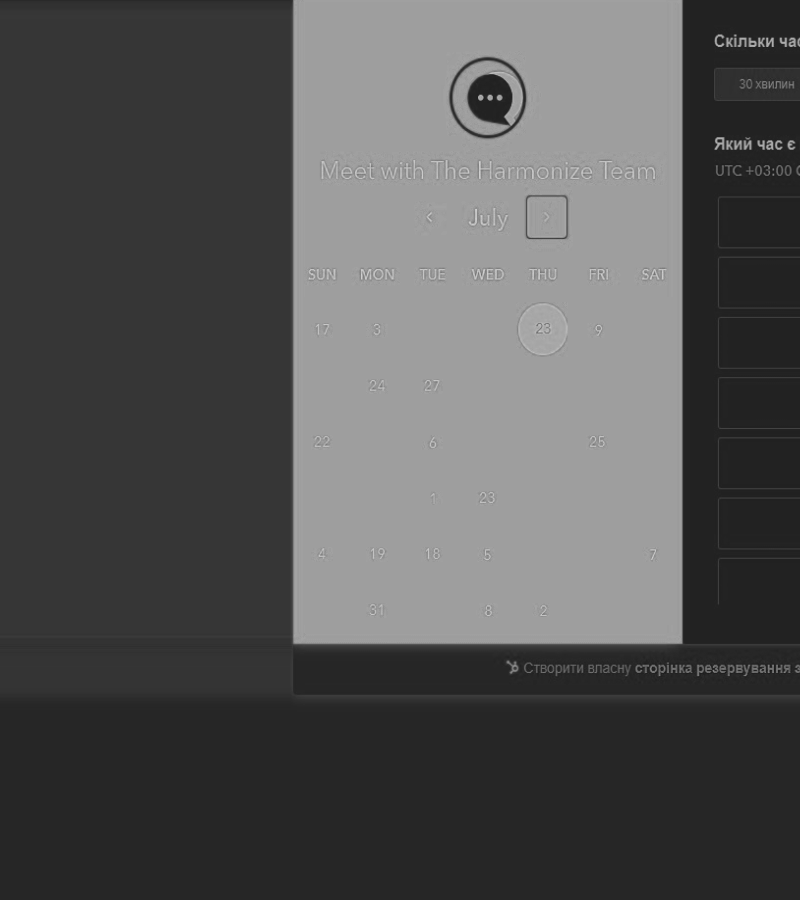 Meet with The Harmonize Team
July
SUN MON TUE WED THU FRI SAT
17 3 23 9
24 27
22 6 25
1 23
4 19 18 5 7
31 8 2
Скільки час
30 хвилин
Який час є
UTC +03:00
Створити власну сторінка резервування з